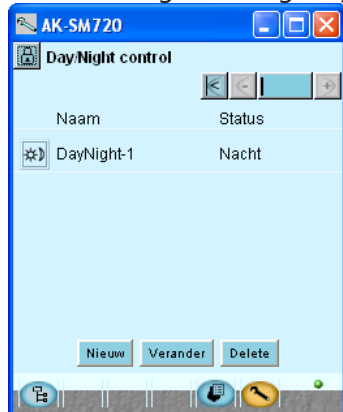 AK-SM720
Day/Night control
Naam Status
DayNight-1 Nacht
Nieuw Verander Delete